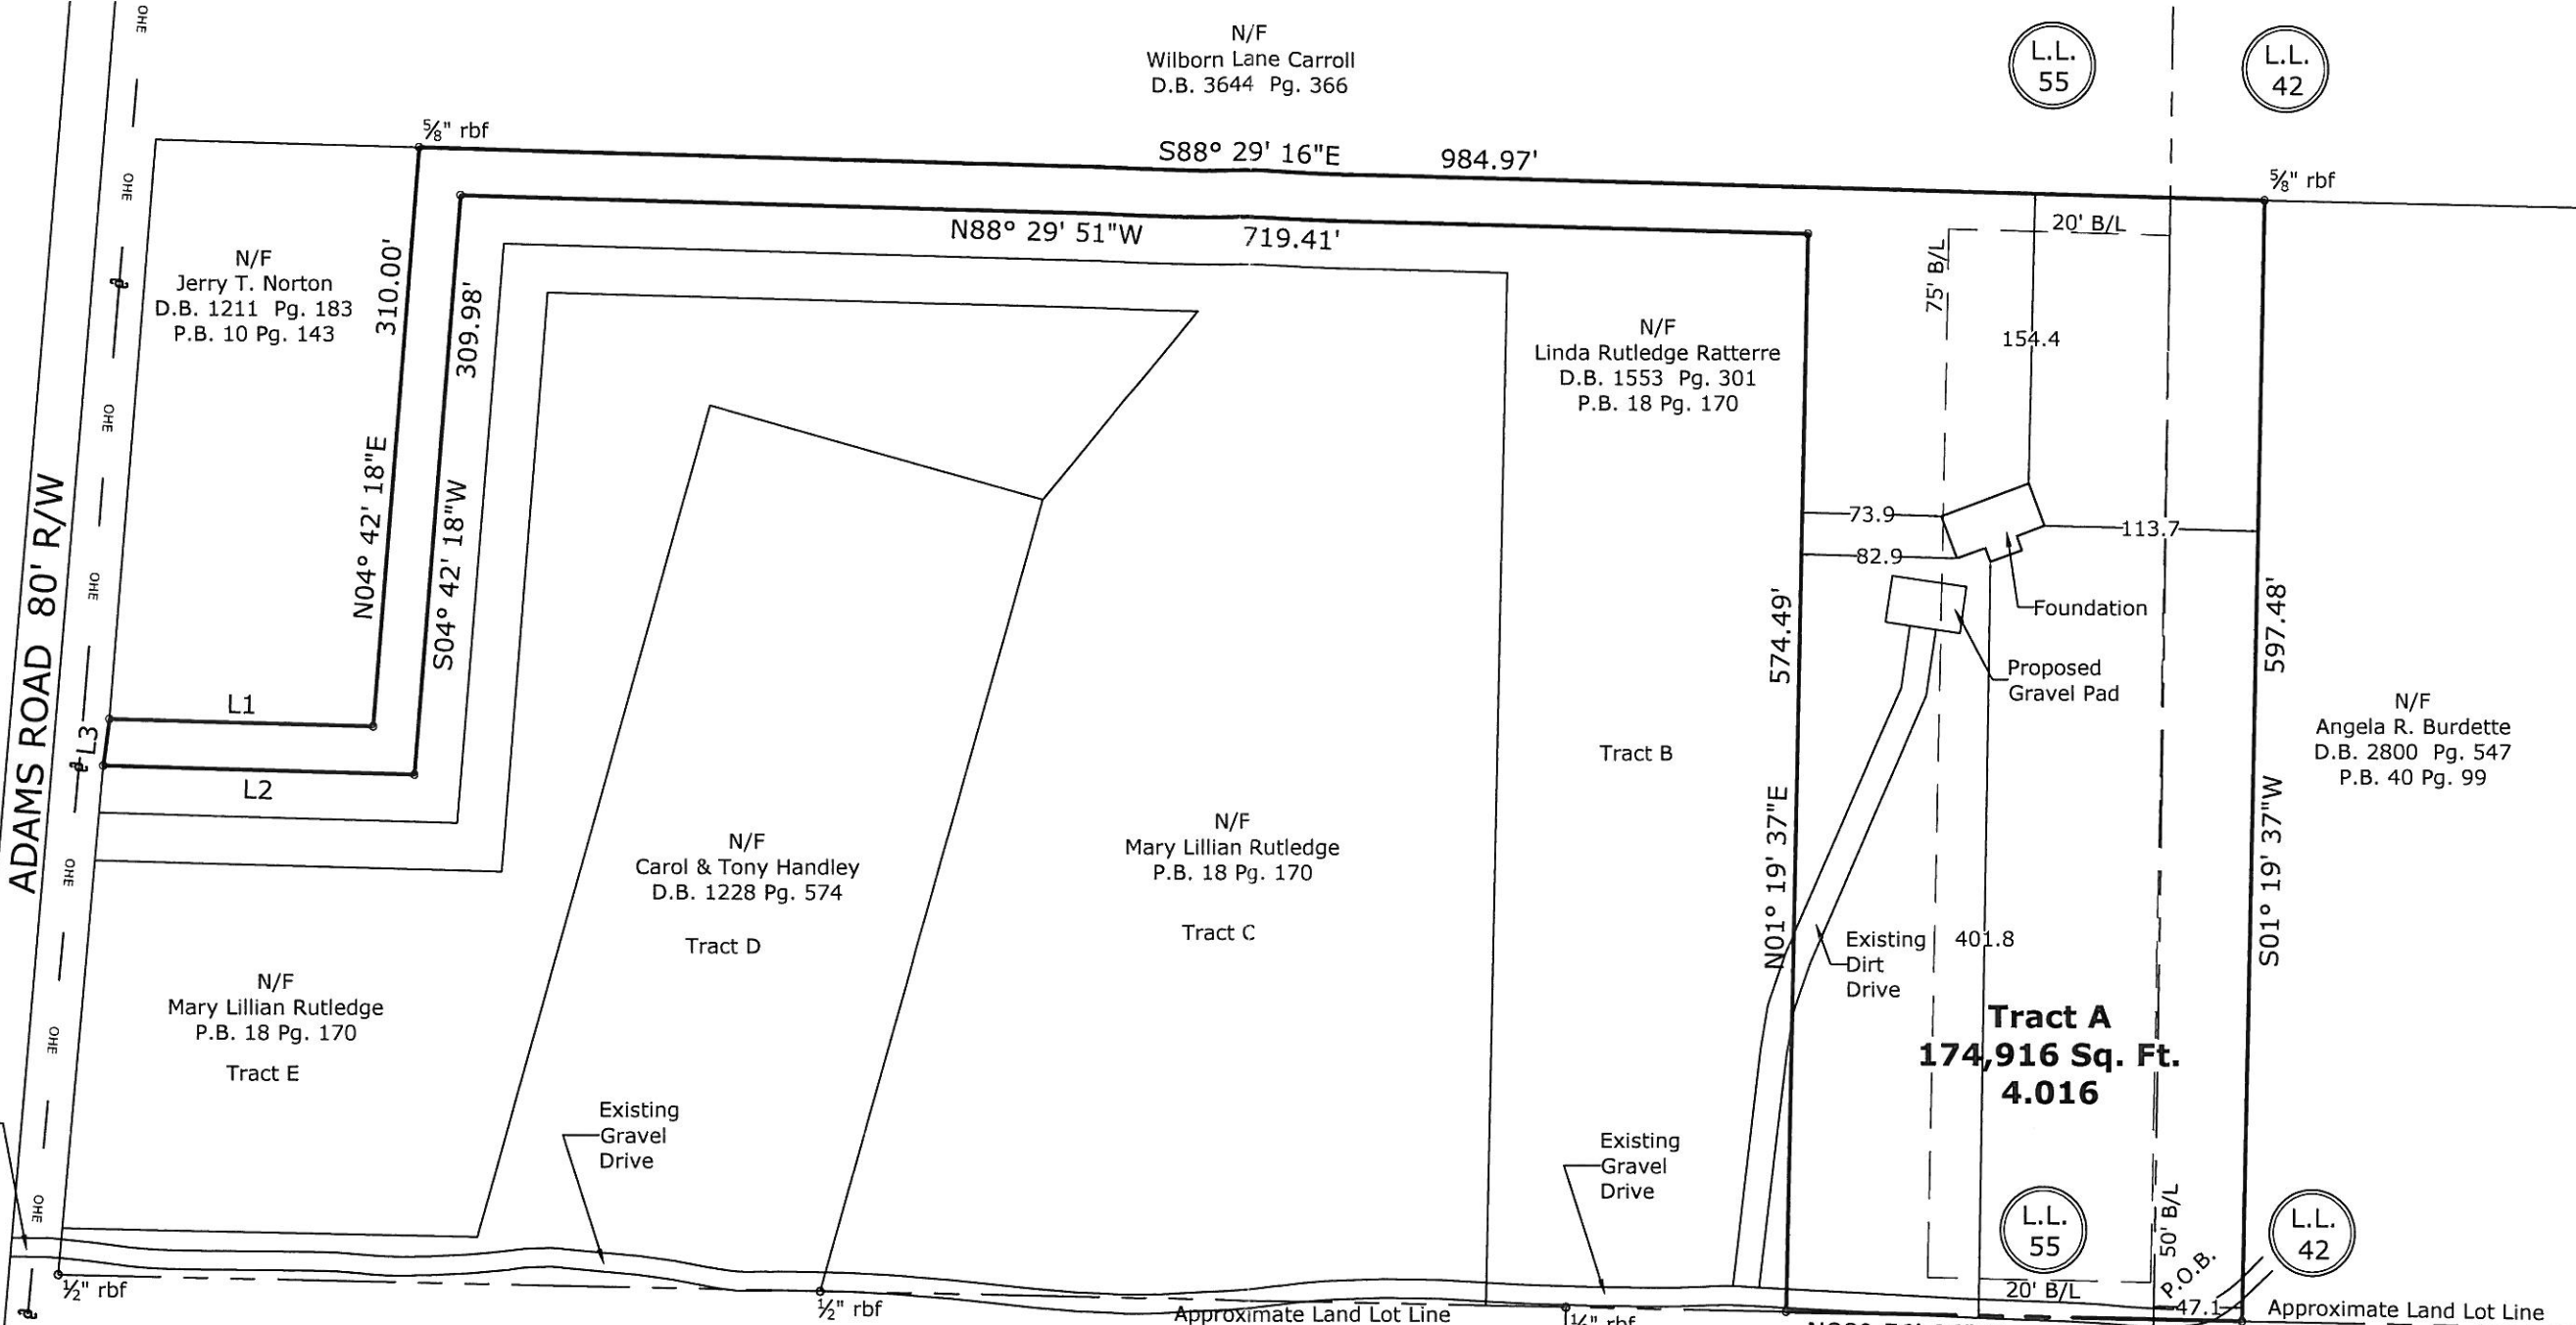 N/F
Wilborn Lane Carroll
D.B. 3644 Pg. 366
L.L.
55
L.L.
42
⅝" rbf
S88° 29' 16"E 984.97'
⅝" rbf
N88° 29' 51"W 719.41'
20' B/L
75' B/L
N/F
Jerry T. Norton
D.B. 1211 Pg. 183
P.B. 10 Pg. 143
N04° 42' 18"E 310.00'
S04° 42' 18"W 309.98'
N/F
Linda Rutledge Ratterre
D.B. 1553 Pg. 301
P.B. 18 Pg. 170
Tract B
154.4
73.9
82.9
113.7
Foundation
Proposed
Gravel Pad
N01° 19' 37"E 574.49'
S01° 19' 37"W 597.48'
N/F
Angela R. Burdette
D.B. 2800 Pg. 547
P.B. 40 Pg. 99
ADAMS ROAD 80' R/W
OHE
OHE
OHE
OHE
OHE
OHE
OHE
L1
L2
L3
N/F
Carol & Tony Handley
D.B. 1228 Pg. 574
Tract D
N/F
Mary Lillian Rutledge
P.B. 18 Pg. 170
Tract C
N/F
Mary Lillian Rutledge
P.B. 18 Pg. 170
Tract E
Existing
Dirt
Drive
401.8
Tract A
174,916 Sq. Ft.
4.016
Existing
Gravel
Drive
Existing
Gravel
Drive
L.L.
55
50' B/L
L.L.
42
P.O.B.
20' B/L
47.1
½" rbf
½" rbf
Approximate Land Lot Line
rbf
Approximate Land Lot Line